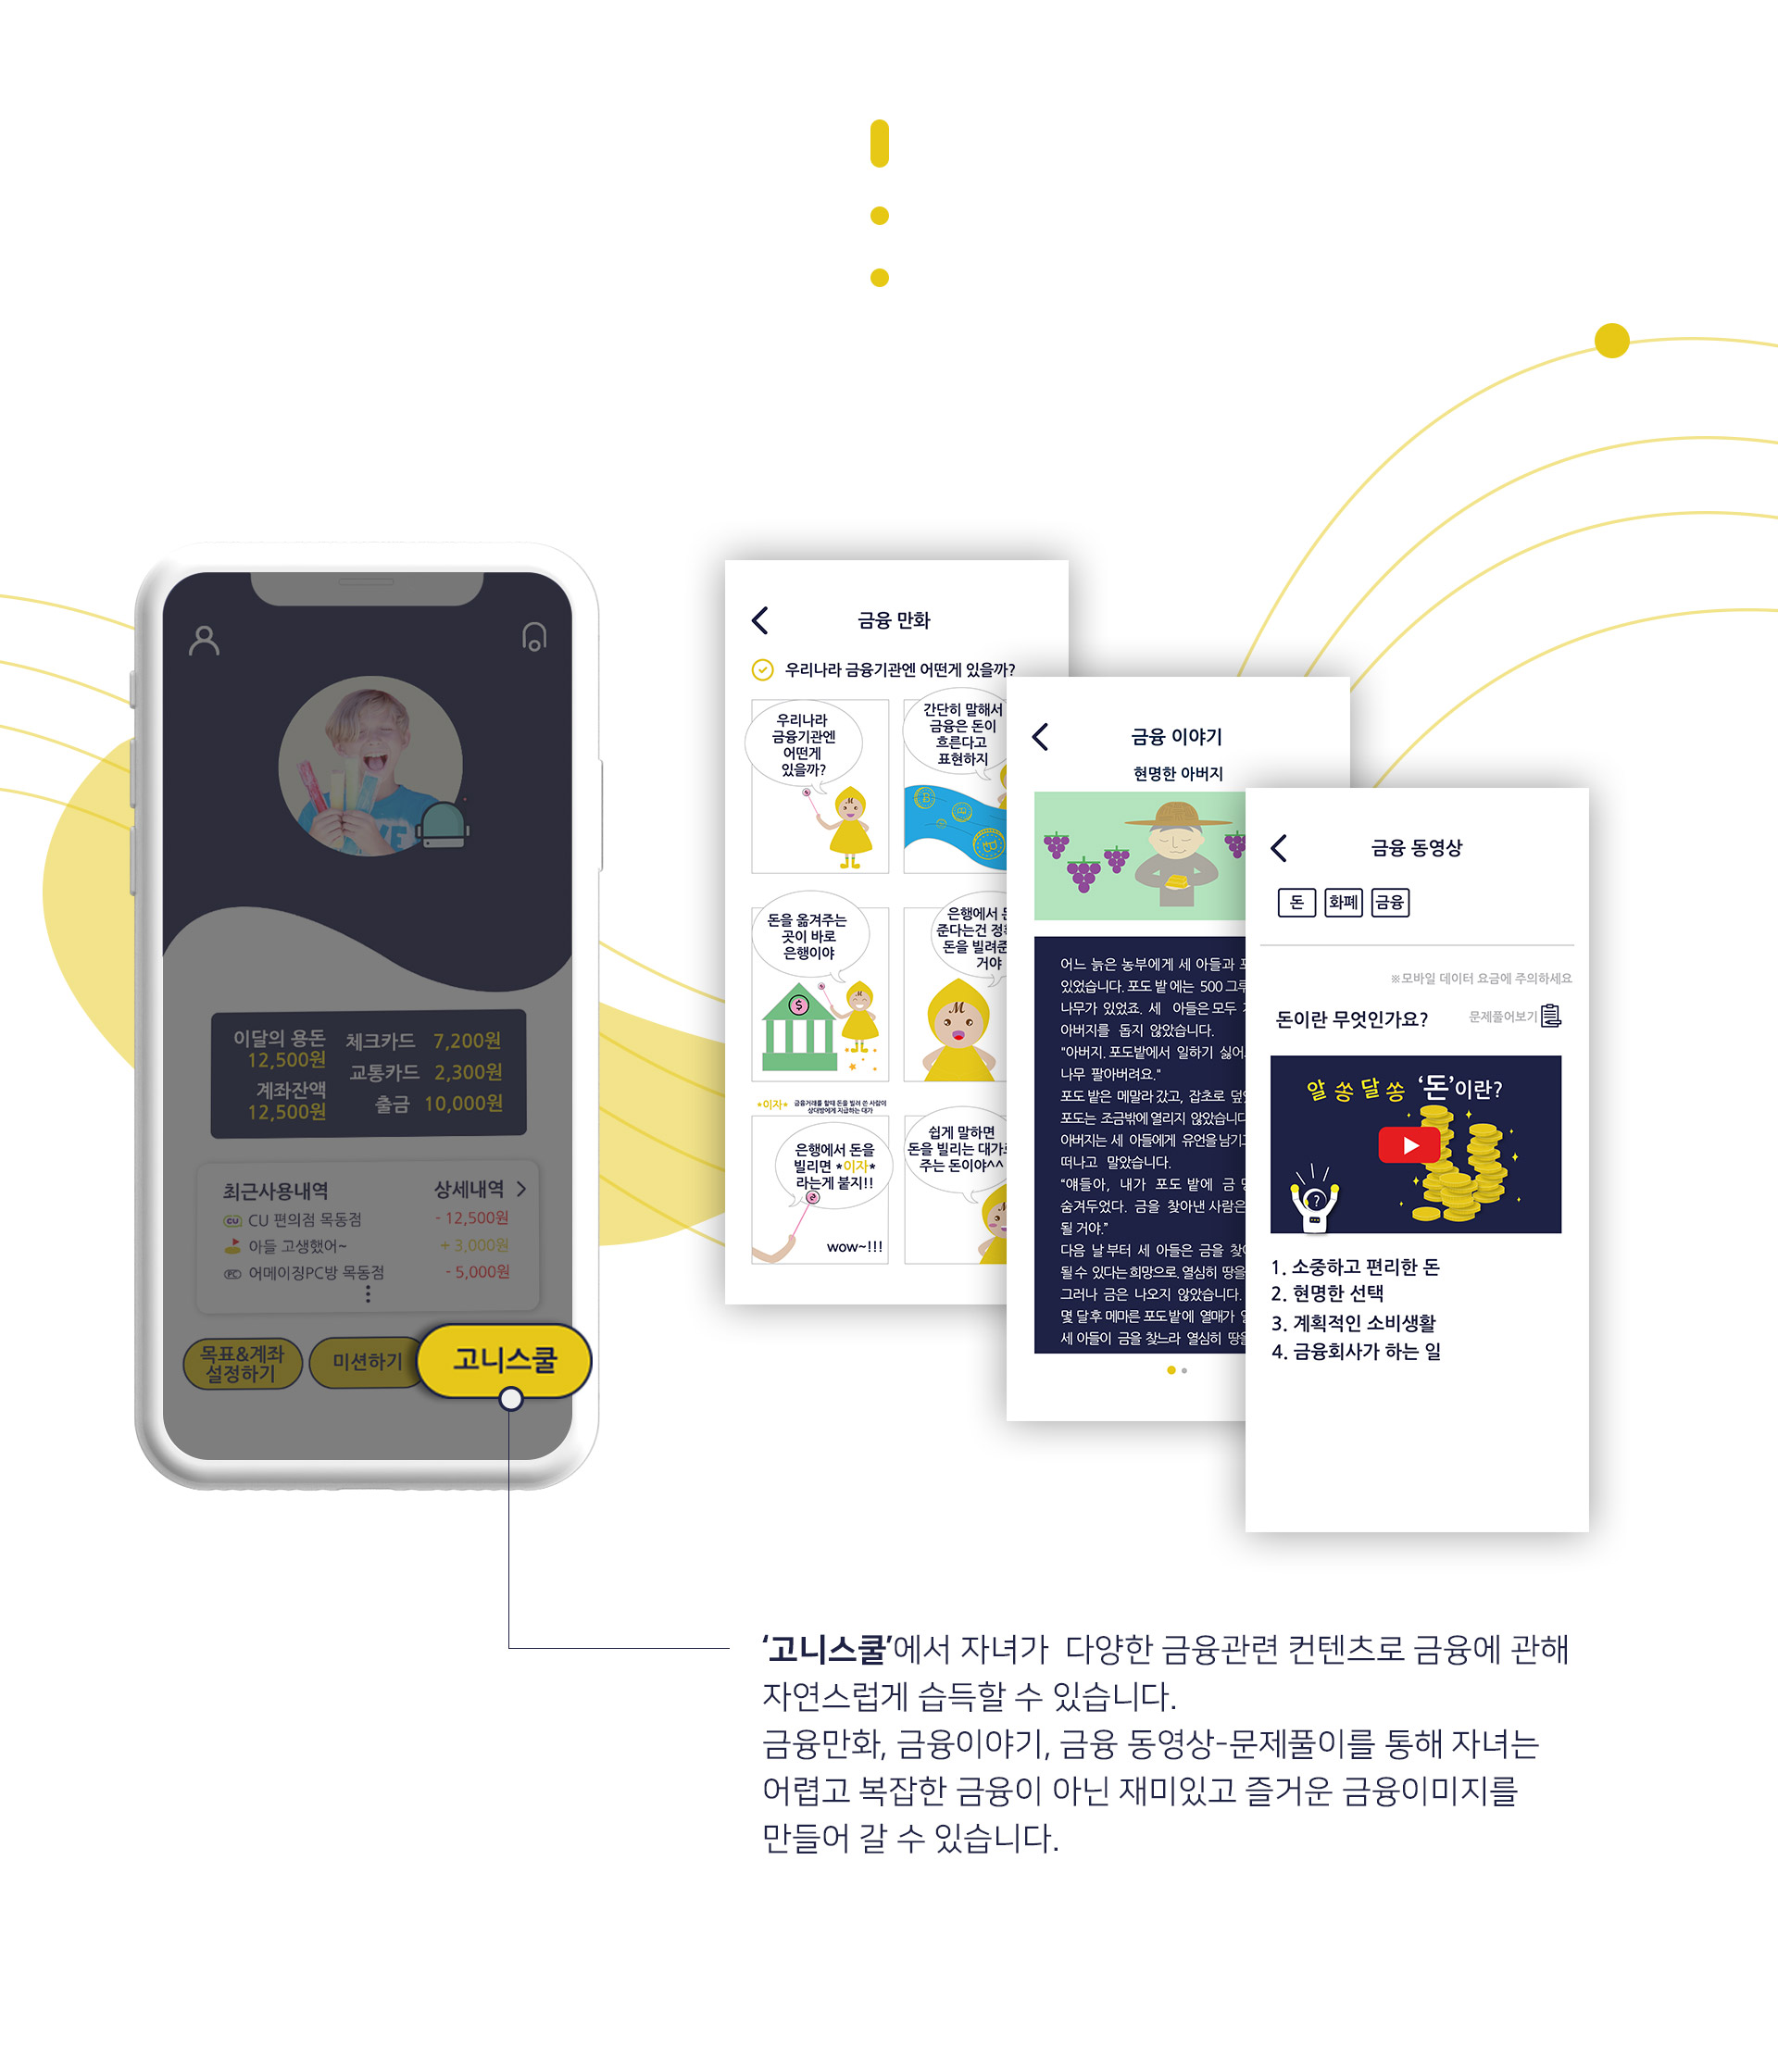 이달의 용돈
12,500원
계좌잔액
12,500원
체크카드 7,200원
교통카드 2,300원
출금 10,000원
최근사용내역 상세내역
CU CU 편의점 목동점 - 12,500원
아들 고생했어~ + 3,000원
PC 어메이징PC방 목동점 - 5,000원
목표&계좌
설정하기
미션하기
고니스쿨
금융 만화
우리나라 금융기관엔 어떤게 있을까?
우리나라
금융기관엔
어떤게
있을까?
간단히 말해서
금융은 돈이
흐른다고
표현하지
M
돈을 옮겨주는
곳이 바로
은행이야
$
은행에서
준다는건
돈을
거야
M
*이자* 금융거래를 할때 돈을 빌려 쓴 사람이
상대방에게 지급하는 대가
은행에서 돈을
빌리면 *이자*
라는게 붙지!!
wow~!!!
쉽게 말하면
돈을 빌리는
주는 돈이야^^
금융 이야기
현명한 아버지
어느 늙은 농부에게 세 아들과
있었습니다. 포도 밭 에는 500
나무가 있었죠. 세 아들은 모두
아버지를 돕지 않았습니다.
"아버지. 포도밭에서 일하기
나무 팔아버려요."
포도 밭은 메말라 갔고, 잡초로
포도는 조금밖에 열리지
아버지는 세 아들에게 유언을
떠나고 말았습니다.
“얘들아, 내가 포도 밭에 금
숨겨두었다. 금을 찾아낸 사람은
될 거야.”
다음 날 부터 세 아들은 금을
될 수 있다는 희망으로. 열심히 땅을
그러나 금은 나오지 않았습니다.
몇 달후 메마른 포도밭에 열매가
세 아들이 금을 찾느라 열심히
금융 동영상
돈 화폐 금융
※모바일 데이터 요금에 주의하세요
돈이란 무엇인가요? 문제풀어보기
알쏭달쏭 ‘돈’이란?
?
1. 소중하고 편리한 돈
2. 현명한 선택
3. 계획적인 소비생활
4. 금융회사가 하는 일
‘고니스쿨’에서 자녀가 다양한 금융관련 컨텐츠로 금융에 관해
자연스럽게 습득할 수 있습니다.
금융만화, 금융이야기, 금융 동영상-문제풀이를 통해 자녀는
어렵고 복잡한 금융이 아닌 재미있고 즐거운 금융이미지를
만들어 갈 수 있습니다.